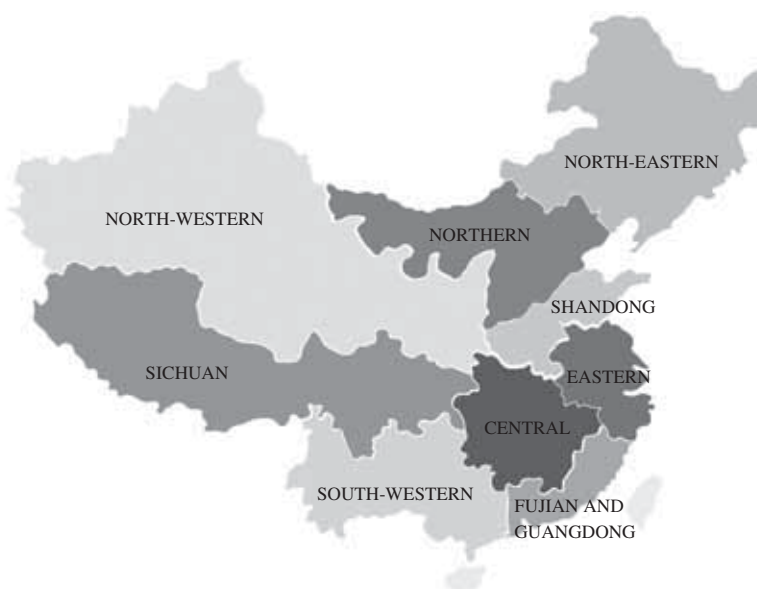 NORTH-EASTERN
NORTH-WESTERN
NORTHERN
SHANDONG
SICHUAN
EASTERN
CENTRAL
SOUTH-WESTERN
FUJIAN AND
GUANGDONG